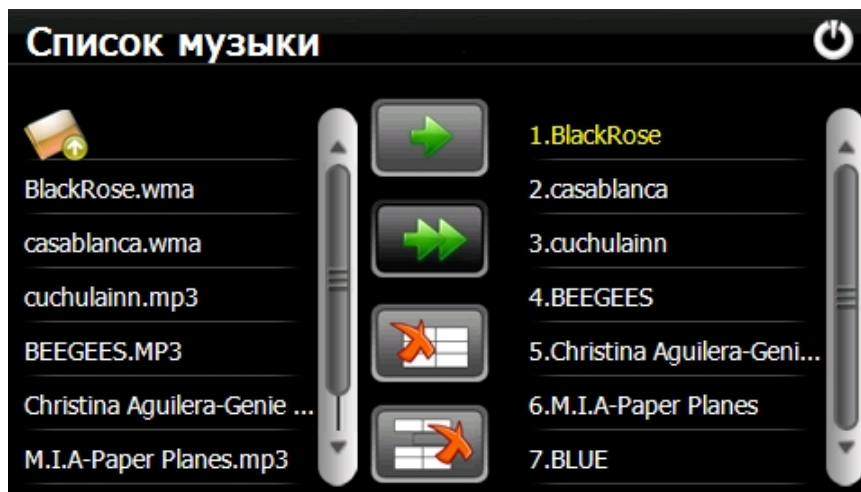 Список музыки
BlackRose.wma
casablanca.wma
cuchulainn.mp3
BEEGEES.MP3
Christina Aguilera-Genie ...
M.I.A-Paper Planes.mp3
1.BlackRose
2.casablanca
3.cuchulainn
4.BEEGEES
5.Christina Aguilera-Geni...
6.M.I.A-Paper Planes
7.BLUE